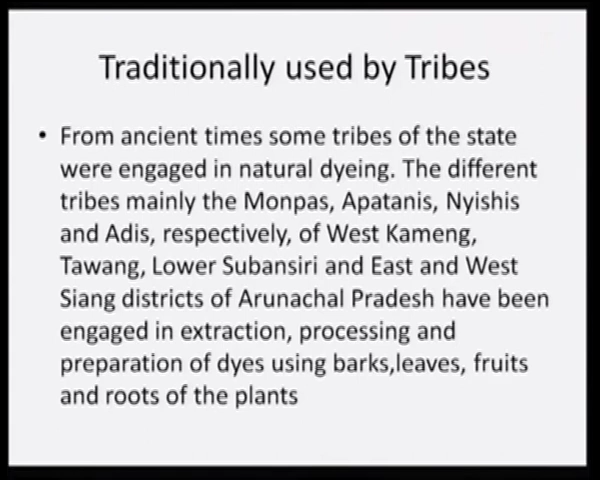 Traditionally used by Tribes
• From ancient times some tribes of the state
were engaged in natural dyeing. The different
tribes mainly the Monpas, Apatanis, Nyishis
and Adis, respectively, of West Kameng,
Tawang, Lower Subansiri and East and West
Siang districts of Arunachal Pradesh have been
engaged in extraction, processing and
preparation of dyes using barks,leaves, fruits
and roots of the plants